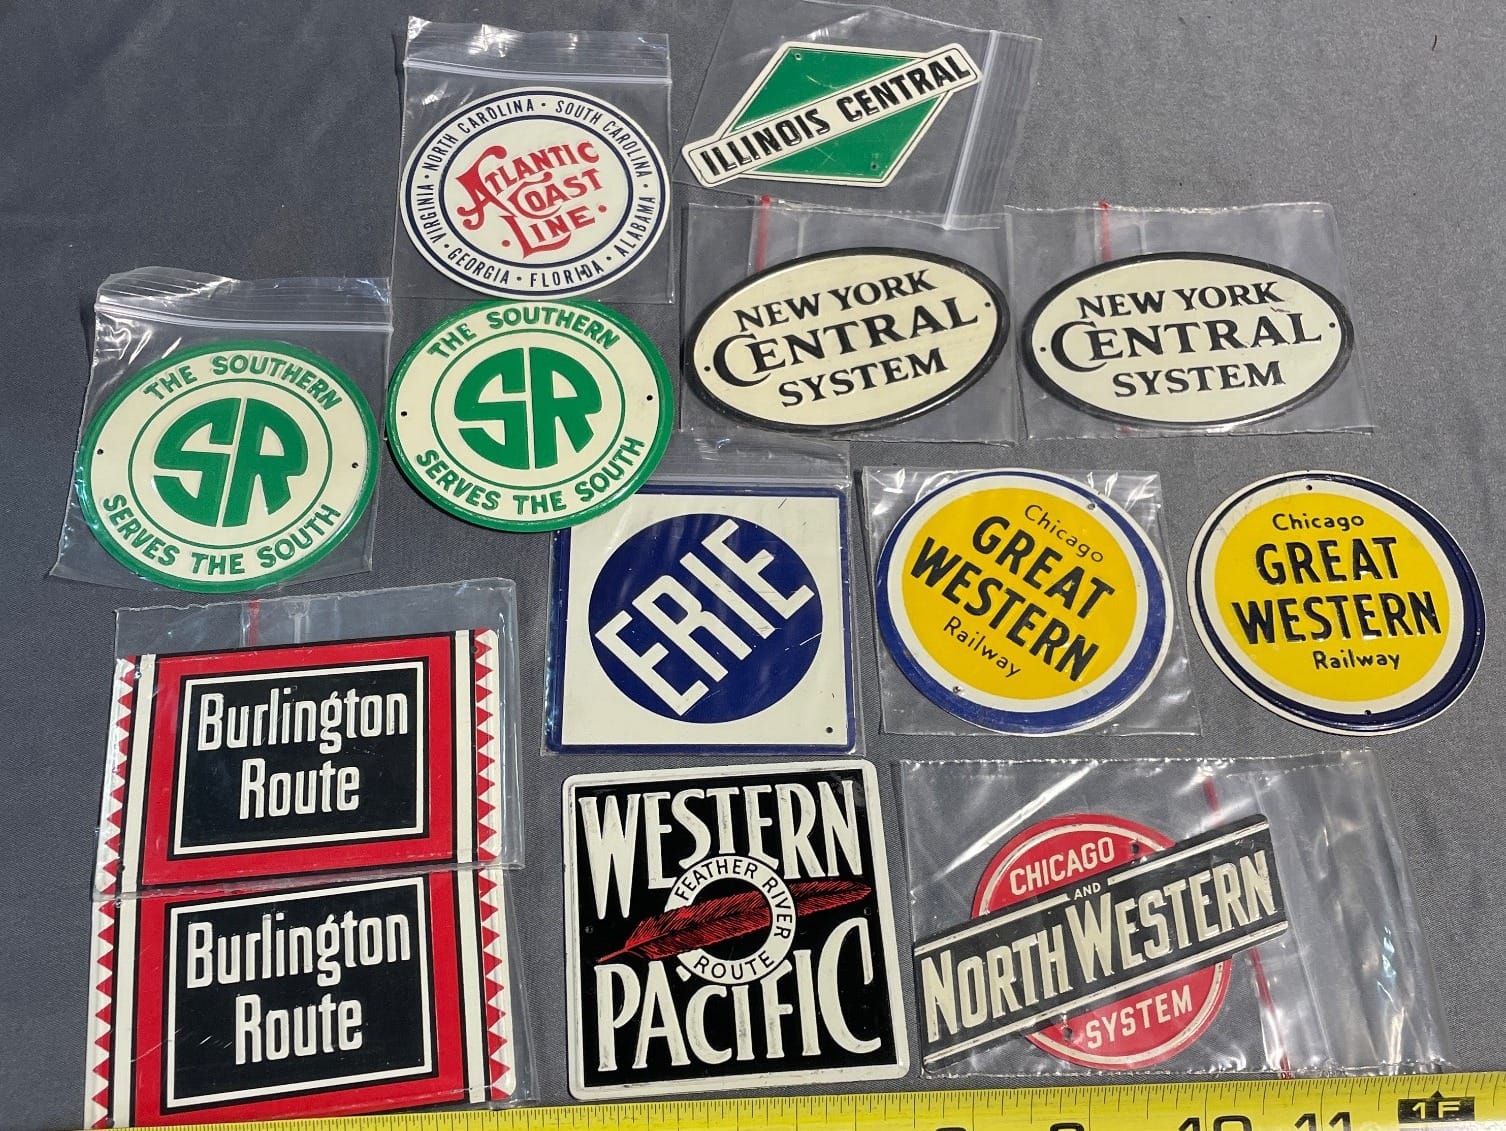 NORTH CAROLINA • SOUTH CAROLINA •
VIRGINIA • GEORGIA • FLORIDA • ALABAMA •
ATLANTIC
COAST
LINE.
ILLINOIS CENTRAL
NEW YORK
CENTRAL
SYSTEM
NEW YORK
CENTRAL
SYSTEM
THE SOUTHERN
SR
SERVES THE SOUTH
THE SOUTHERN
SR
SERVES THE SOUTH
ERIE
Chicago
GREAT
WESTERN
Railway
Chicago
GREAT
WESTERN
Railway
Burlington
Route
Burlington
Route
WESTERN
FEATHER RIVER
ROUTE
PACIFIC
CHICAGO
AND
NORTH WESTERN
SYSTEM
10 11 1F